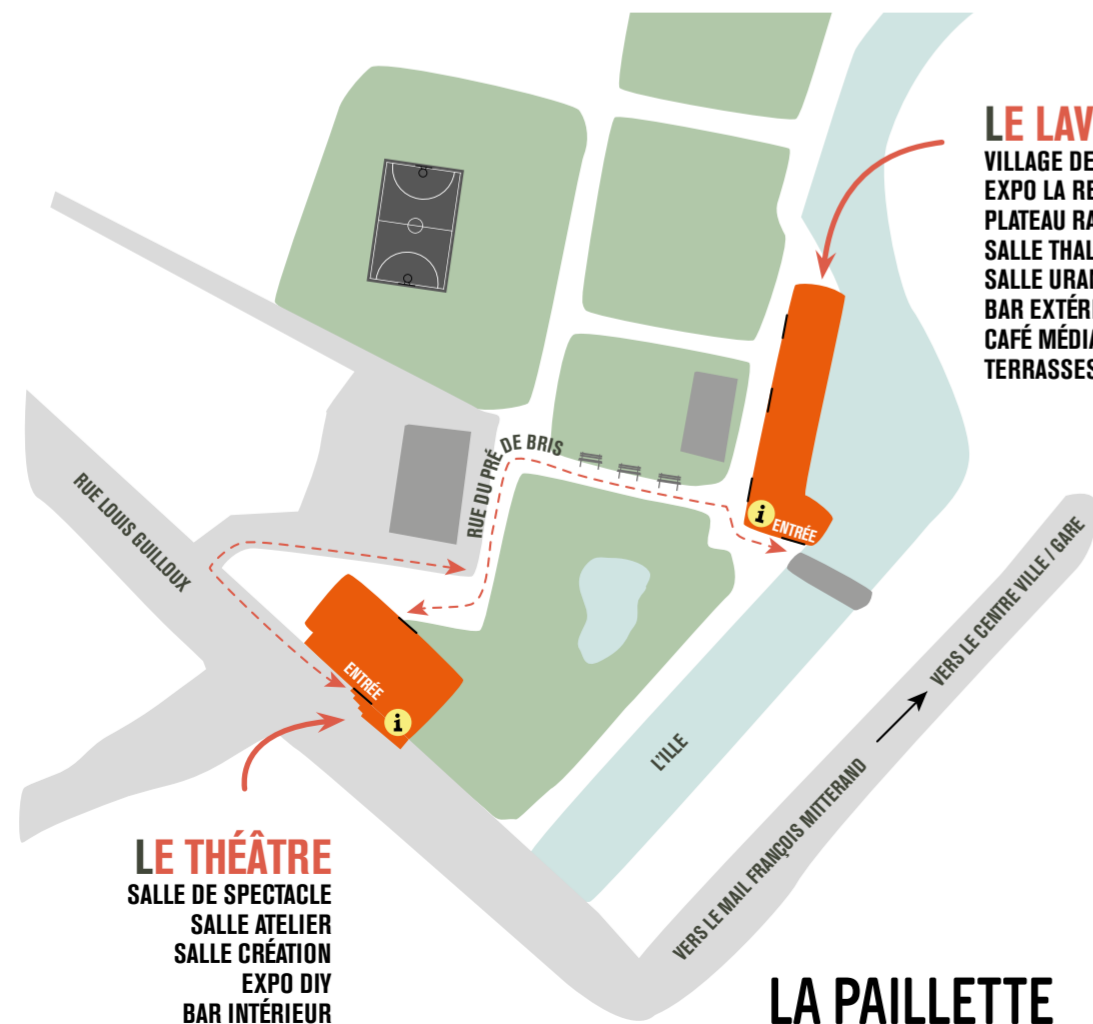 LE LAV
VILLAGE DE
EXPO LA RE
PLATEAU RA
SALLE THAL
SALLE URAN
BAR EXTÉRI
CAFÉ MÉDIA
TERRASSES
RUE DU PRÉ DE BRIS
RUE LOUIS GUILLOUX
i ENTRÉE
ENTRÉE
i
L'ILLE
VERS LE CENTRE VILLE / GARE
VERS LE MAIL FRANÇOIS MITTERAND
LE THÉÂTRE
SALLE DE SPECTACLE
SALLE ATELIER
SALLE CRÉATION
EXPO DIY
BAR INTÉRIEUR
LA PAILLETTE